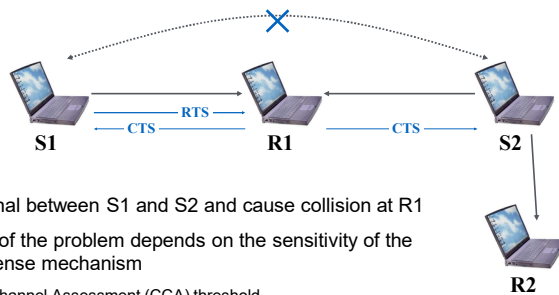 RTS
CTS
CTS
S1
R1
S2
nal between S1 and S2 and cause collision at R1
of the problem depends on the sensitivity of the
ense mechanism
hannel Assessment (CCA) threshold
R2